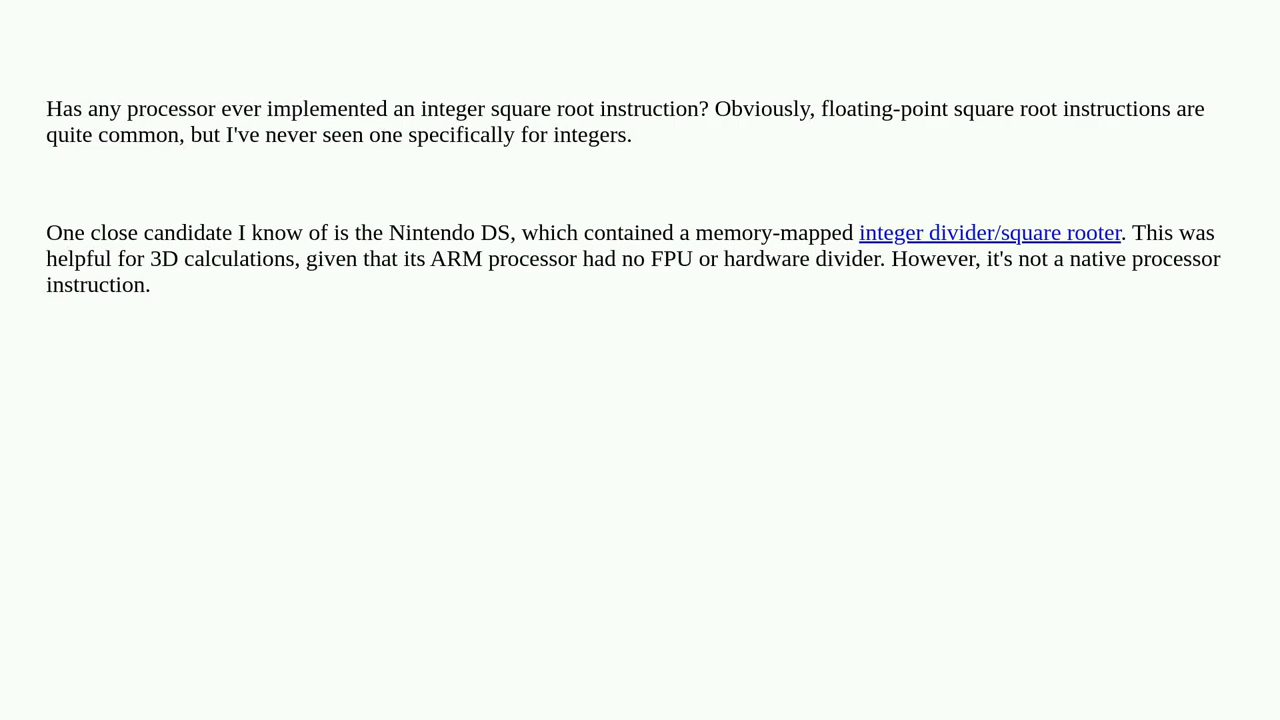 Has any processor ever implemented an integer square root instruction? Obviously, floating-point square root instructions are
quite common, but I've never seen one specifically for integers.
One close candidate I know of is the Nintendo DS, which contained a memory-mapped integer divider/square rooter. This was
helpful for 3D calculations, given that its ARM processor had no FPU or hardware divider. However, it's not a native processor
instruction.